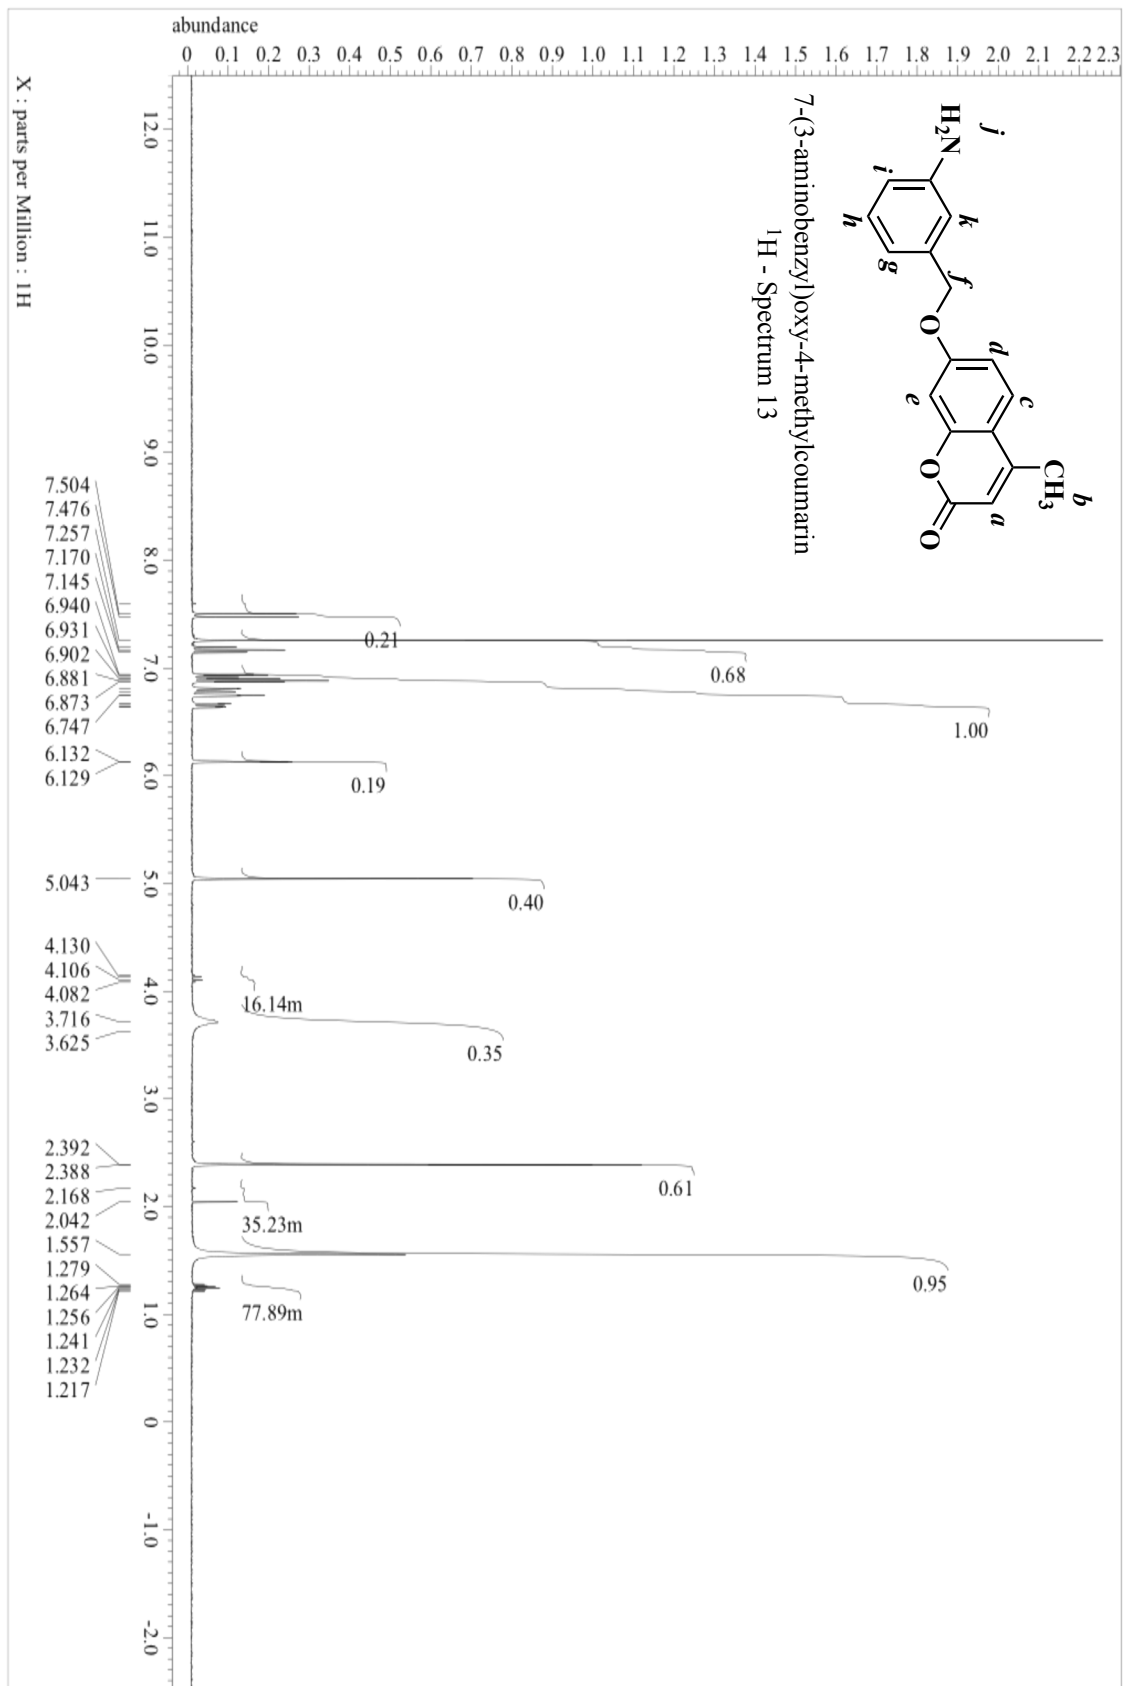 abundance
0 0.1 0.2 0.3 0.4 0.5 0.6 0.7 0.8 0.9 1.0 1.1 1.2 1.3 1.4 1.5 1.6 1.7 1.8 1.9 2.0 2.1 2.2 2.3
X : parts per Million : 1H
12.0 11.0 10.0 9.0 8.0 7.0 6.0 5.0 4.0 3.0 2.0 1.0 0 -1.0 -2.0
j
H2N
i
h
k
g
f
O
d
e
c
O
CH3
b
a
O
7-(3-aminobenzyl)oxy-4-methylcoumarin
1H - Spectrum 13
7.504
7.476
7.257
7.170
7.145
6.940
6.931
6.902
6.881
6.873
6.747
6.132
6.129
5.043
4.130
4.106
4.082
3.716
3.625
2.392
2.388
2.168
2.042
1.557
1.279
1.264
1.256
1.241
1.232
1.217
0.21
0.68
1.00
0.19
0.40
16.14m
0.35
0.61
35.23m
0.95
77.89m